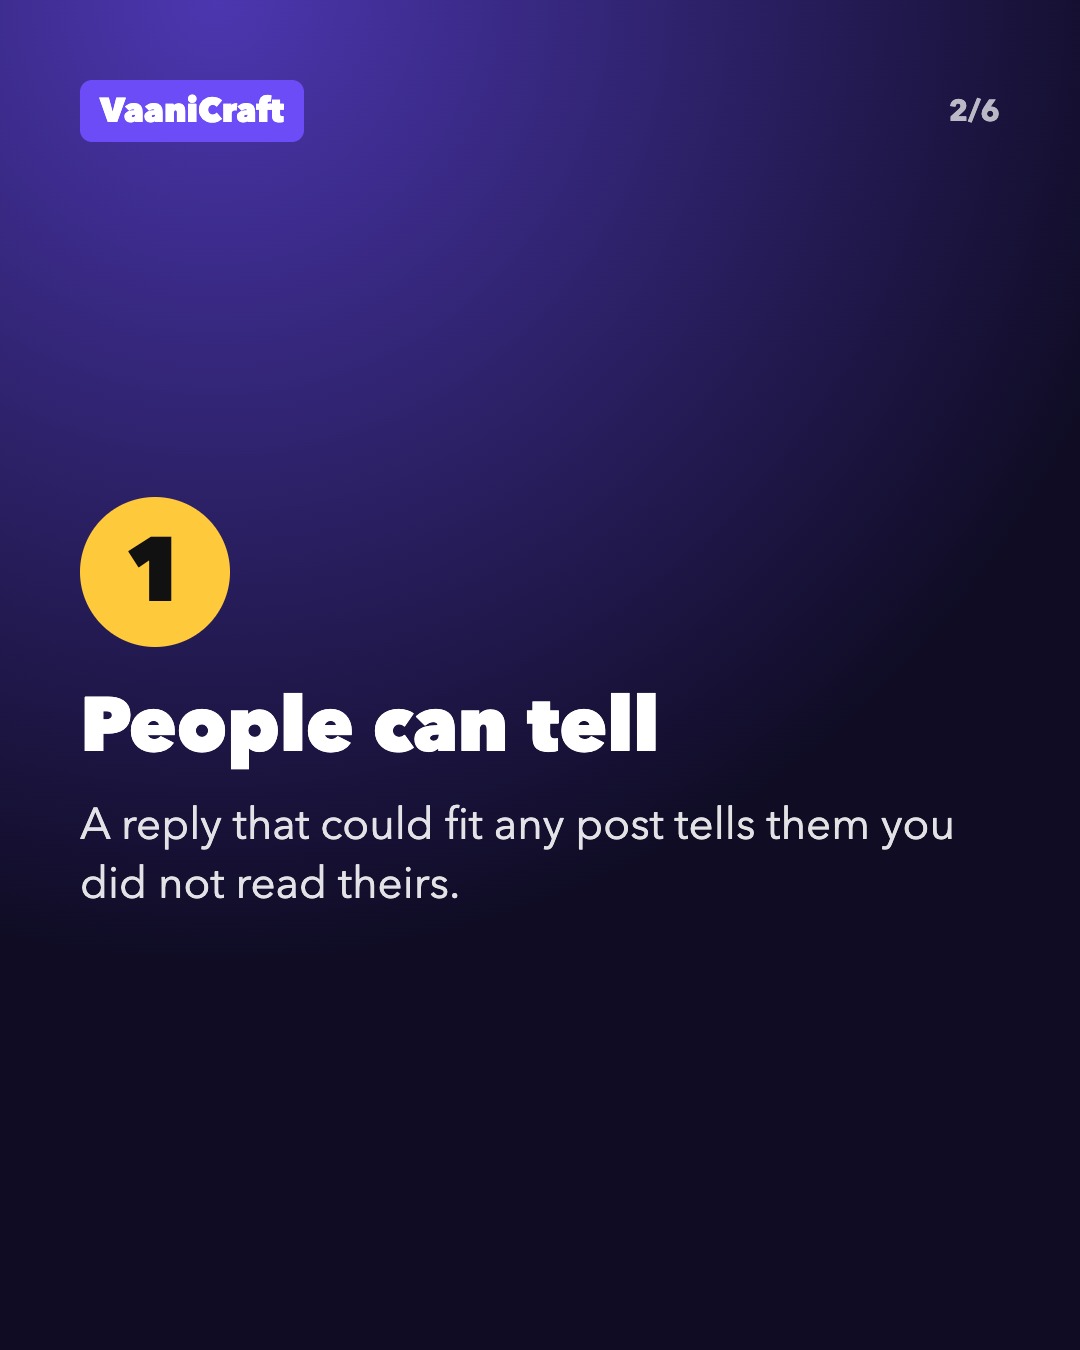 VaaniCraft
2/6
1
People can tell
A reply that could fit any post tells them you
did not read theirs.